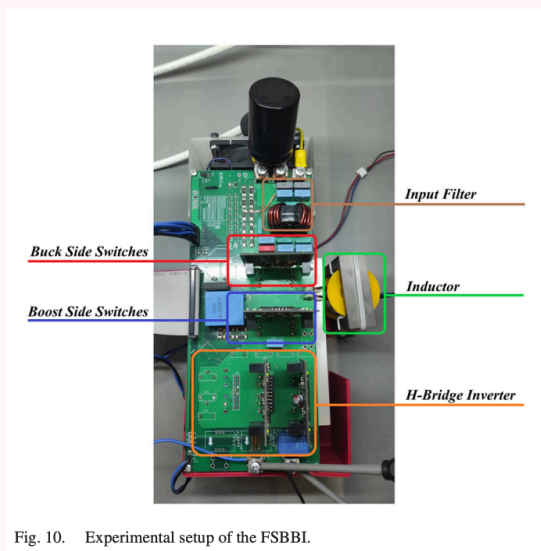 Input Filter
Buck Side Switches
Inductor
Boost Side Switches
H-Bridge Inverter
Fig. 10. Experimental setup of the FSBBI.